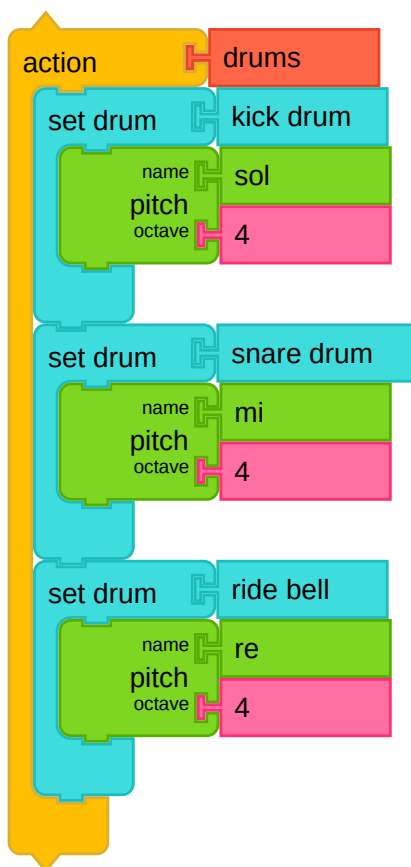 action drums
set drum kick drum
name sol
pitch
octave 4
set drum snare drum
name mi
pitch
octave 4
set drum ride bell
name re
pitch
octave 4